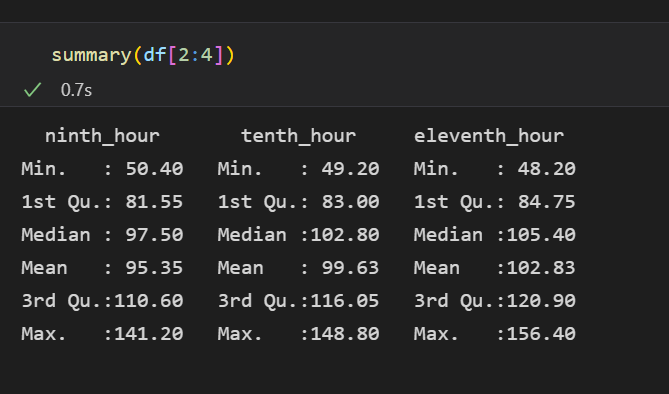 summary(df[2:4])
0.7s
ninth_hour tenth_hour eleventh_hour
Min. : 50.40 Min. : 49.20 Min. : 48.20
1st Qu.: 81.55 1st Qu.: 83.00 1st Qu.: 84.75
Median : 97.50 Median :102.80 Median :105.40
Mean : 95.35 Mean : 99.63 Mean :102.83
3rd Qu.:110.60 3rd Qu.:116.05 3rd Qu.:120.90
Max. :141.20 Max. :148.80 Max. :156.40